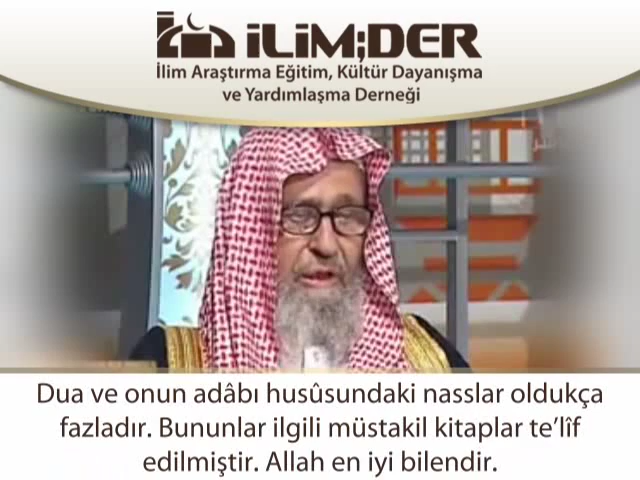 İLİM;DER
İlim Araştırma Eğitim, Kültür Dayanışma
ve Yardımlaşma Derneği
Dua ve onun adâbı husûsundaki nasslar oldukça
fazladır. Bununlar ilgili müstakil kitaplar te’lîf
edilmiştir. Allah en iyi bilendir.